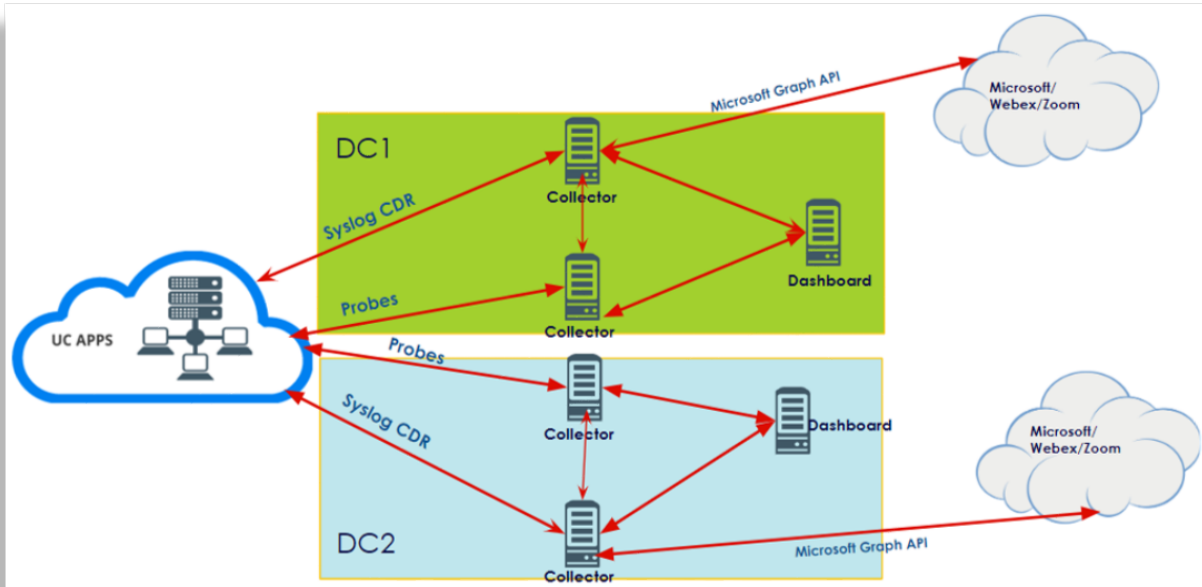 Microsoft Graph API
Microsoft/
Webex/Zoom
DC1
Collector
Syslog CDR
Dashboard
Probes
Collector
UC APPS
Probes
Collector
Syslog CDR
Dashboard
Microsoft/
Webex/Zoom
DC2
Microsoft Graph API
Collector